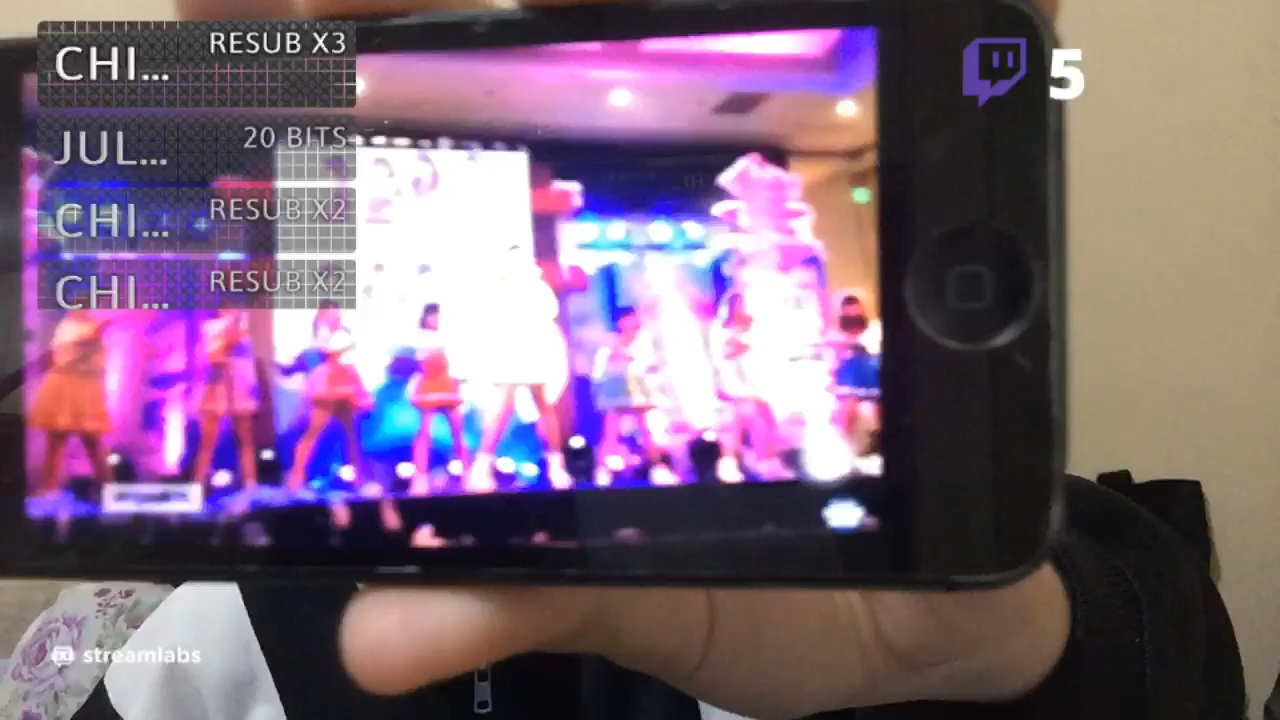 CHI... RESUB X3
JUL... 20 BITS
CHI... RESUB X2
CHI... RESUB X2
5
streamlabs